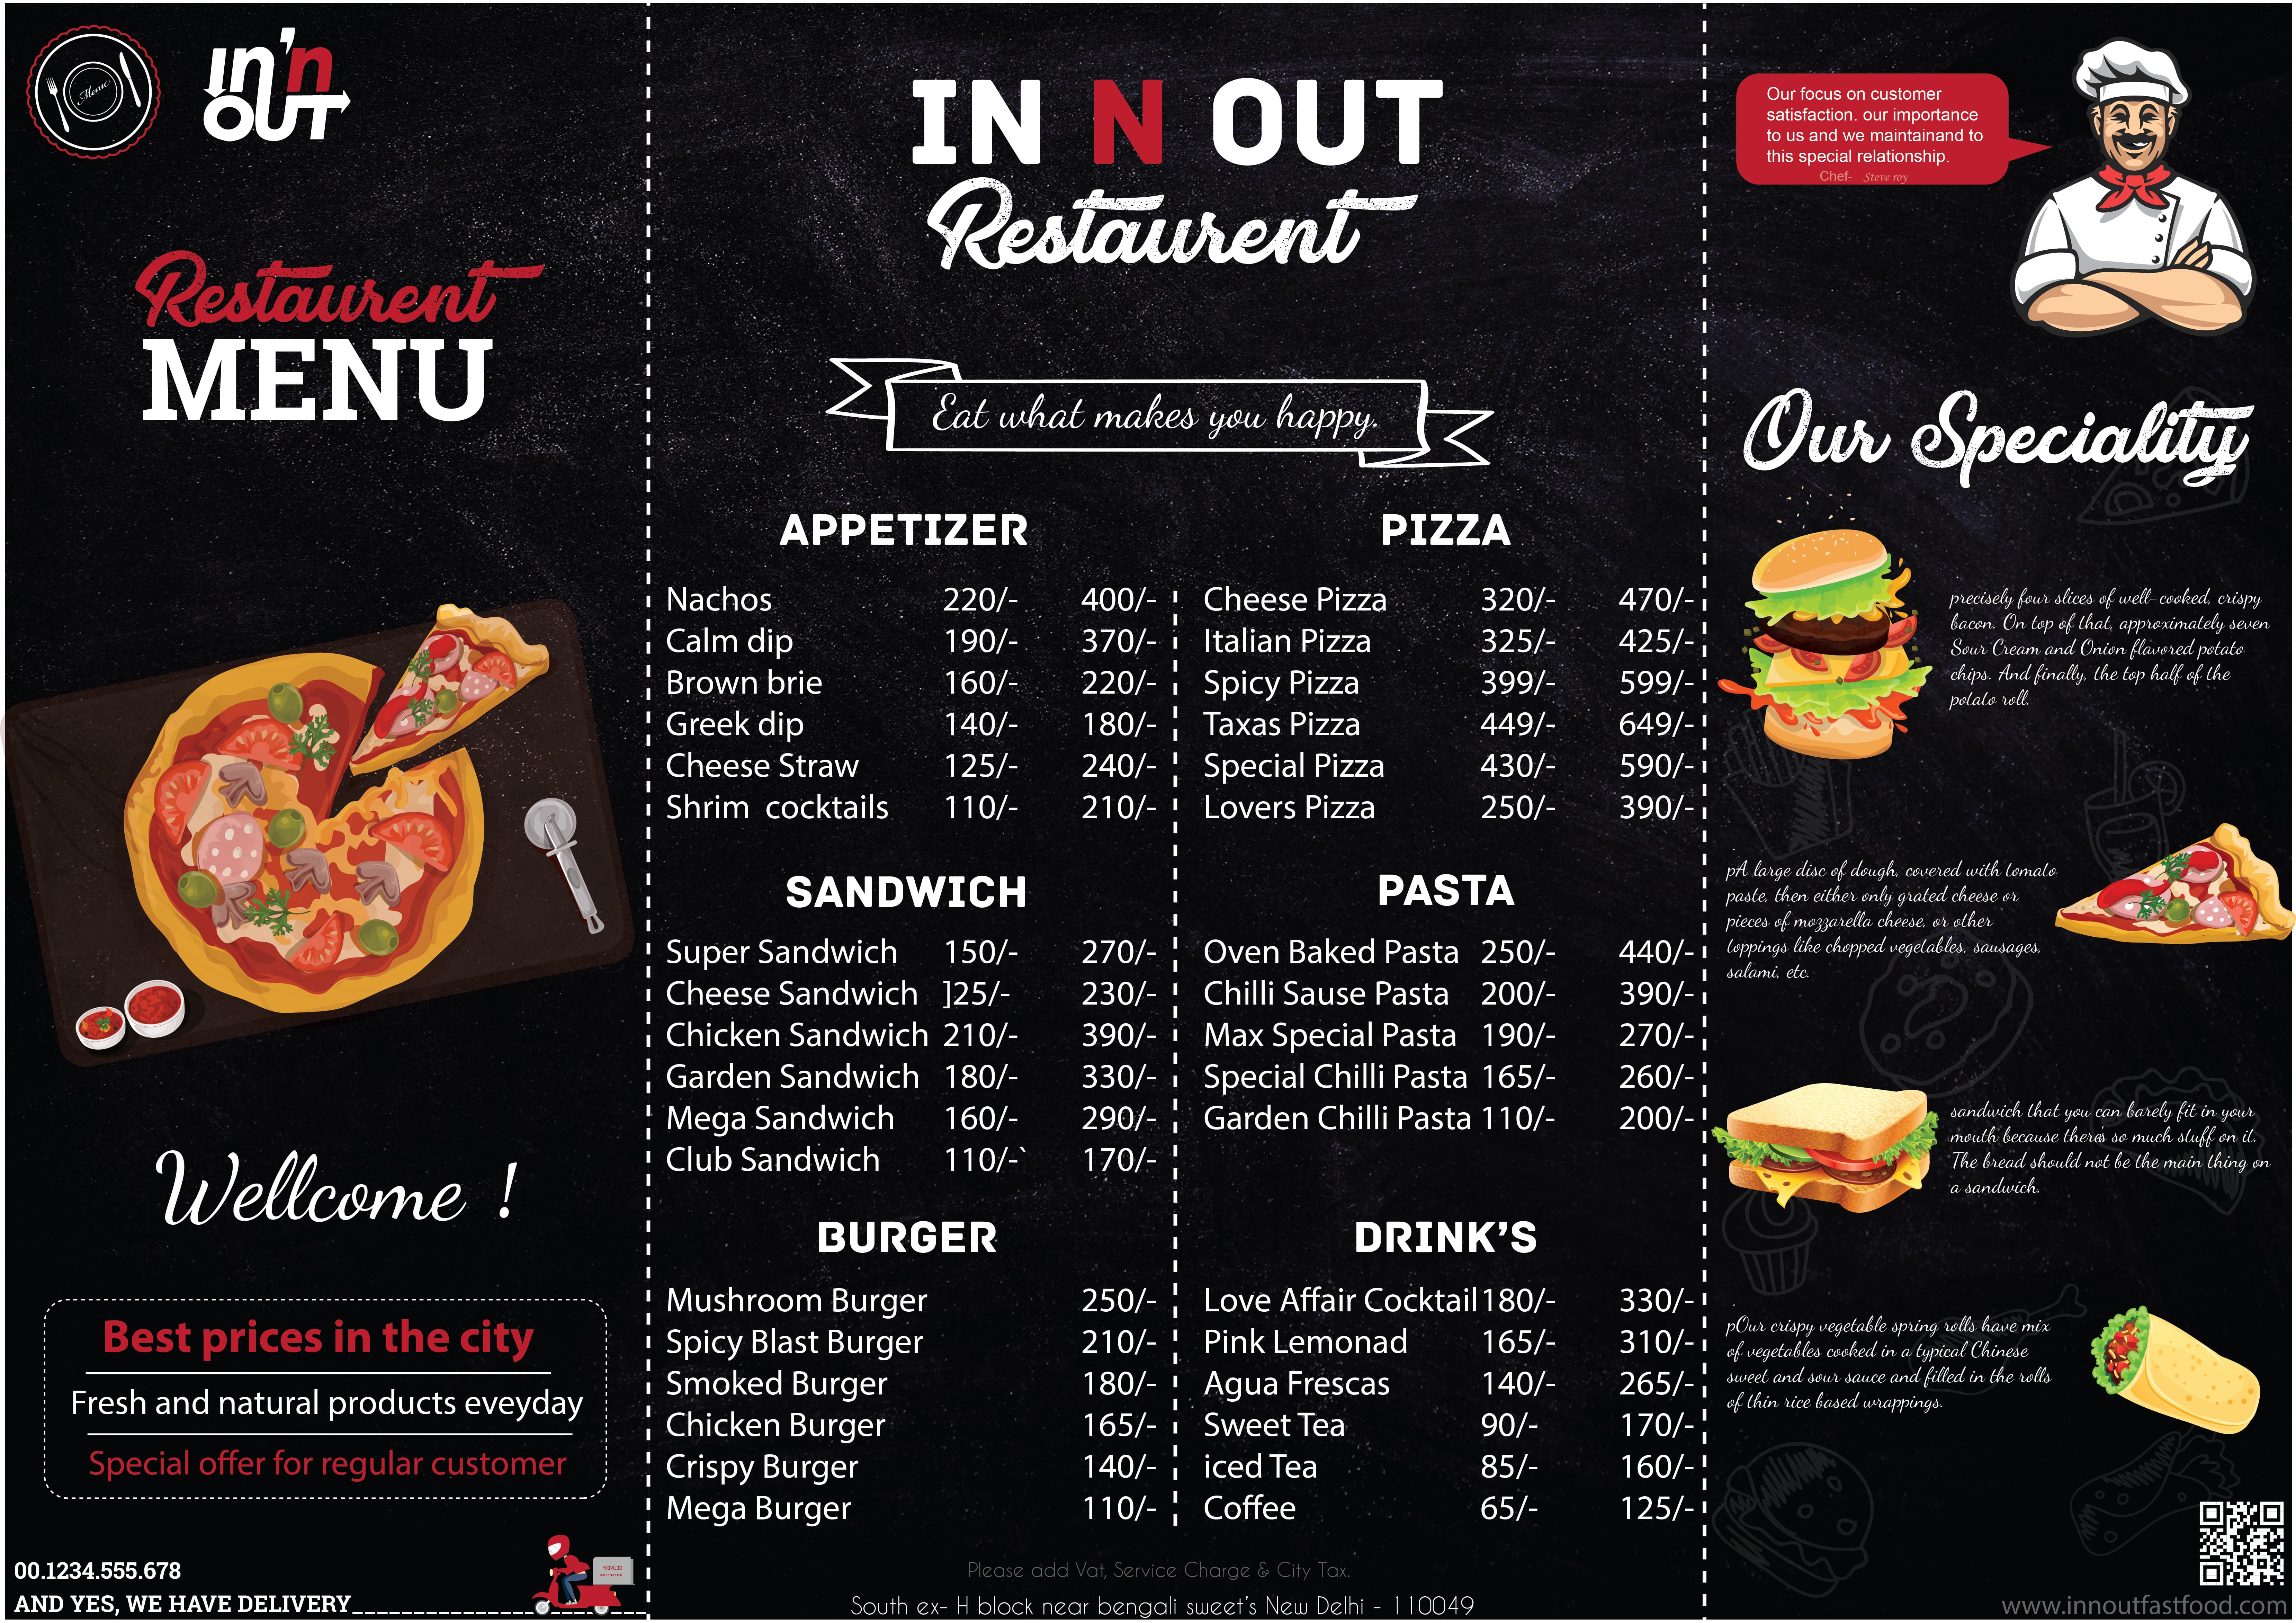 Menu
in'n
OUT
Restaurent
MENU
Wellcome !
Best prices in the city
Fresh and natural products eveyday
Special offer for regular customer
00.1234.555.678
AND YES, WE HAVE DELIVERY
IN N OUT
Restaurent
Eat what makes you happy.
APPETIZER
Nachos 220/- 400/-
Calm dip 190/- 370/-
Brown brie 160/- 220/-
Greek dip 140/- 180/-
Cheese Straw 125/- 240/-
Shrim cocktails 110/- 210/-
SANDWICH
Super Sandwich 150/- 270/-
Cheese Sandwich ]25/- 230/-
Chicken Sandwich 210/- 390/-
Garden Sandwich 180/- 330/-
Mega Sandwich 160/- 290/-
Club Sandwich 110/-` 170/-
BURGER
Mushroom Burger 250/-
Spicy Blast Burger 210/-
Smoked Burger 180/-
Chicken Burger 165/-
Crispy Burger 140/-
Mega Burger 110/-
PIZZA
Cheese Pizza 320/- 470/-
Italian Pizza 325/- 425/-
Spicy Pizza 399/- 599/-
Taxas Pizza 449/- 649/-
Special Pizza 430/- 590/-
Lovers Pizza 250/- 390/-
PASTA
Oven Baked Pasta 250/- 440/-
Chilli Sause Pasta 200/- 390/-
Max Special Pasta 190/- 270/-
Special Chilli Pasta 165/- 260/-
Garden Chilli Pasta 110/- 200/-
DRINK'S
Love Affair Cocktail 180/- 330/-
Pink Lemonad 165/- 310/-
Agua Frescas 140/- 265/-
Sweet Tea 90/- 170/-
iced Tea 85/- 160/-
Coffee 65/- 125/-
Please add Vat, Service Charge & City Tax.
South ex- H block near bengali sweet's New Delhi - 110049
Our focus on customer
satisfaction. our importance
to us and we maintainand to
this special relationship.
Chef- Steve roy
Our Speciality
precisely four slices of well-cooked, crispy
bacon. On top of that, approximately seven
Sour Cream and Onion flavored potato
chips. And finally, the top half of the
potato roll.
pA large disc of dough, covered with tomato
paste, then either only grated cheese or
pieces of mozzarella cheese, or other
toppings like chopped vegetables, sausages,
salami, etc.
sandwich that you can barely fit in your
mouth because there's so much stuff on it.
The bread should not be the main thing on
a sandwich.
pOur crispy vegetable spring rolls have mix
of vegetables cooked in a typical Chinese
sweet and sour sauce and filled in the rolls
of thin rice based wrappings.
www.innoutfastfood.com